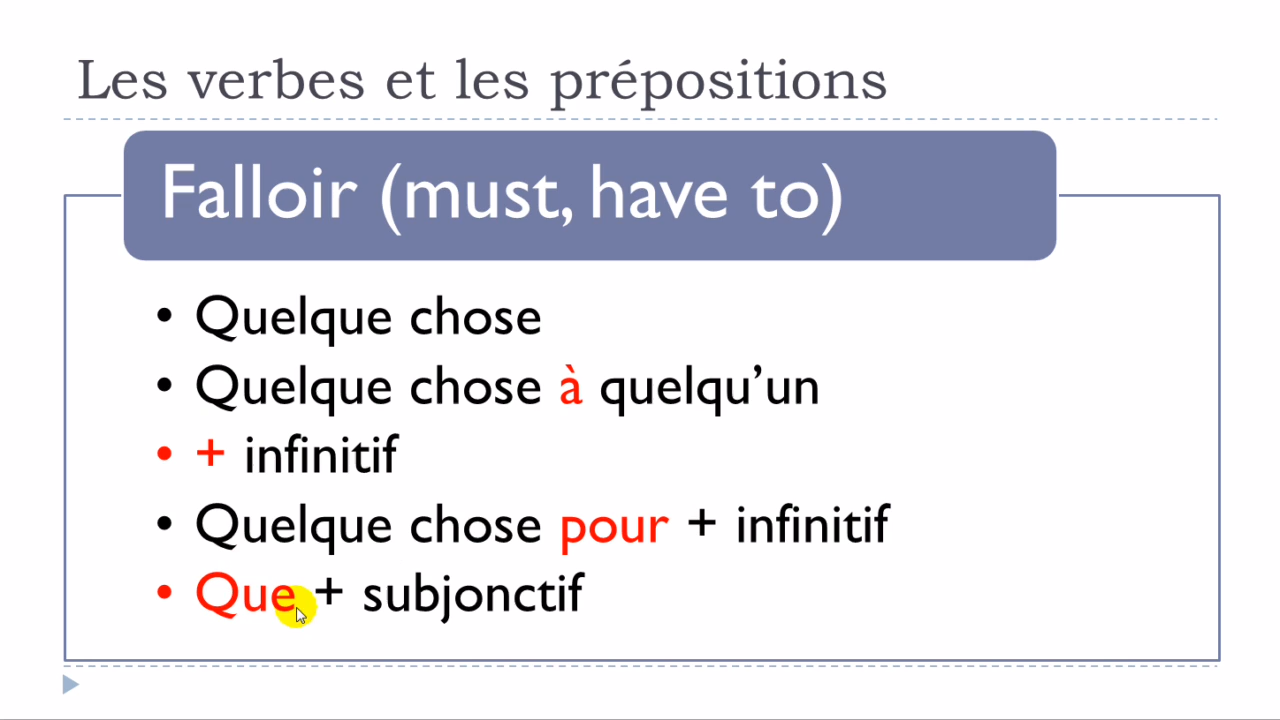 Les verbes et les prépositions
Falloir (must, have to)
• Quelque chose
• Quelque chose à quelqu’un
• + infinitif
• Quelque chose pour + infinitif
• Que + subjonctif